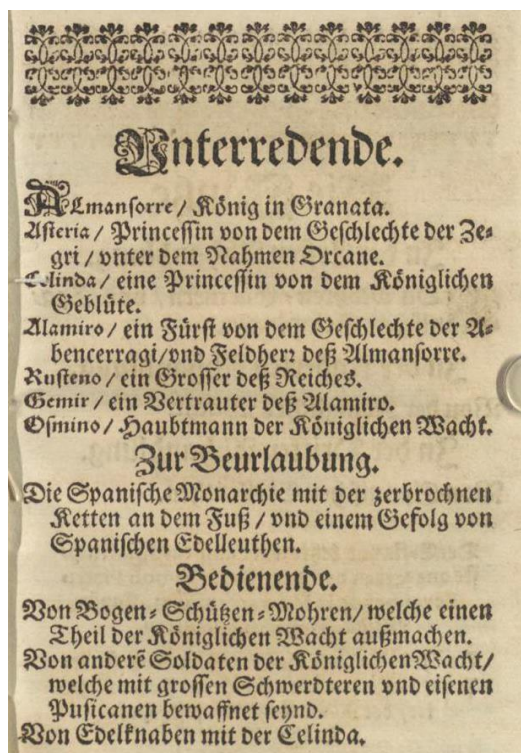 Vnterredende.
ALmansorre / König in Granata.
Asteria / Princessin von dem Geschlechte der Ze-
gri / vnter dem Nahmen Orcane.
Celinda / eine Princessin von dem Königlichen
Geblüte.
Alamiro / ein Fürst von dem Geschlechte der A-
bencerragi/vnd Feldherr deß Almansorre.
Rusteno / ein Grosser deß Reiches.
Gemir / ein Vertrauter deß Alamiro.
Osmino / Haubtmann der Königlichen Wacht.
Zur Beurlaubung.
Die Spanische Monarchie mit der zerbrochnen
Ketten an dem Fuß / vnd einem Gefolg von
Spanischen Edelleuthen.
Bedienende.
Von Bogen-Schützen-Mohren/ welche einen
Theil der Königlichen Wacht außmachen.
Von anderē Soldaten der Königlichen Wacht/
welche mit grossen Schwerdteren vnd eisenen
Pusicanen bewaffnet seynd.
Von Edelknaben mit der Celinda.